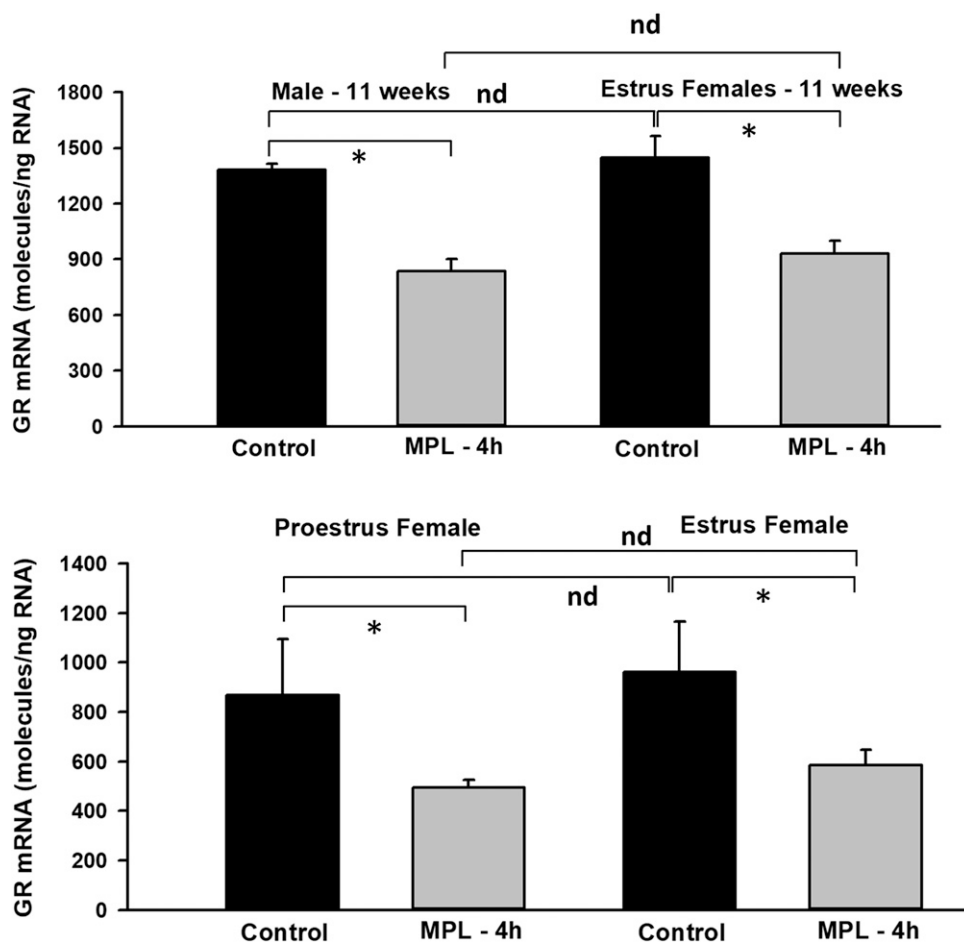 nd
Male - 11 weeks
nd
Estrus Females - 11 weeks
GR mRNA (molecules/ng RNA)
1800
1500
1200
900
600
300
0
*
*
Control
MPL - 4h
Control
MPL - 4h
Proestrus Female
nd
Estrus Female
GR mRNA (molecules/ng RNA)
1400
1200
1000
800
600
400
200
0
nd
*
*
Control
MPL - 4h
Control
MPL - 4h